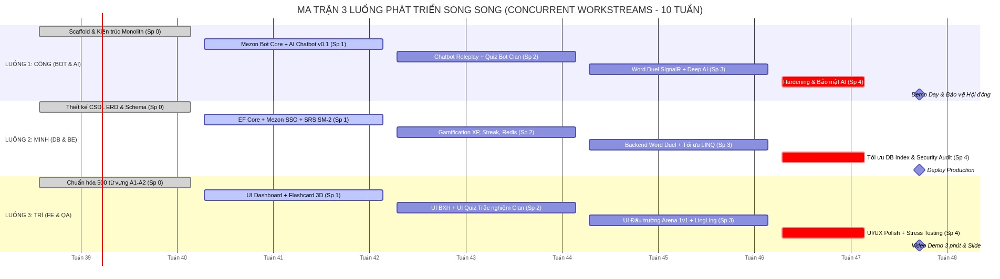 MA TRẬN 3 LUỒNG PHÁT TRIỂN SONG SONG (CONCURRENT WORKSTREAMS - 10 TUẦN)
Scaffold & Kiến trúc Monolith (Sp 0)
Mezon Bot Core + AI Chatbot v0.1 (Sp 1)
Chatbot Roleplay + Quiz Bot Clan (Sp 2)
LUỒNG 1: CÔNG (BOT & AI)
Word Duel SignalR + Deep AI (Sp 3)
Hardening & Bảo mật AI (Sp 4)
Demo Day & Bảo vệ Hội đồng
Thiết kế CSDL ERD & Schema (Sp 0)
EF Core + Mezon SSO + SRS SM-2 (Sp 1)
Gamification XP, Streak, Redis (Sp 2)
LUỒNG 2: MINH (DB & BE)
Backend Word Duel + Tối ưu LINQ (Sp 3)
Tối ưu DB Index & Security Audit (Sp 4)
Deploy Production
Chuẩn hóa 500 từ vựng A1-A2 (Sp 0)
UI Dashboard + Flashcard 3D (Sp 1)
UI BXH + UI Quiz Trắc nghiệm Clan (Sp 2)
LUỒNG 3: TRÍ (FE & QA)
UI Đấu trường Arena 1v1 + LingLing (Sp 3)
UI/UX Polish + Stress Testing (Sp 4)
Video Demo 3 phút & Slide
Tuần 39 Tuần 40 Tuần 41 Tuần 42 Tuần 43 Tuần 44 Tuần 45 Tuần 46 Tuần 47 Tuần 48